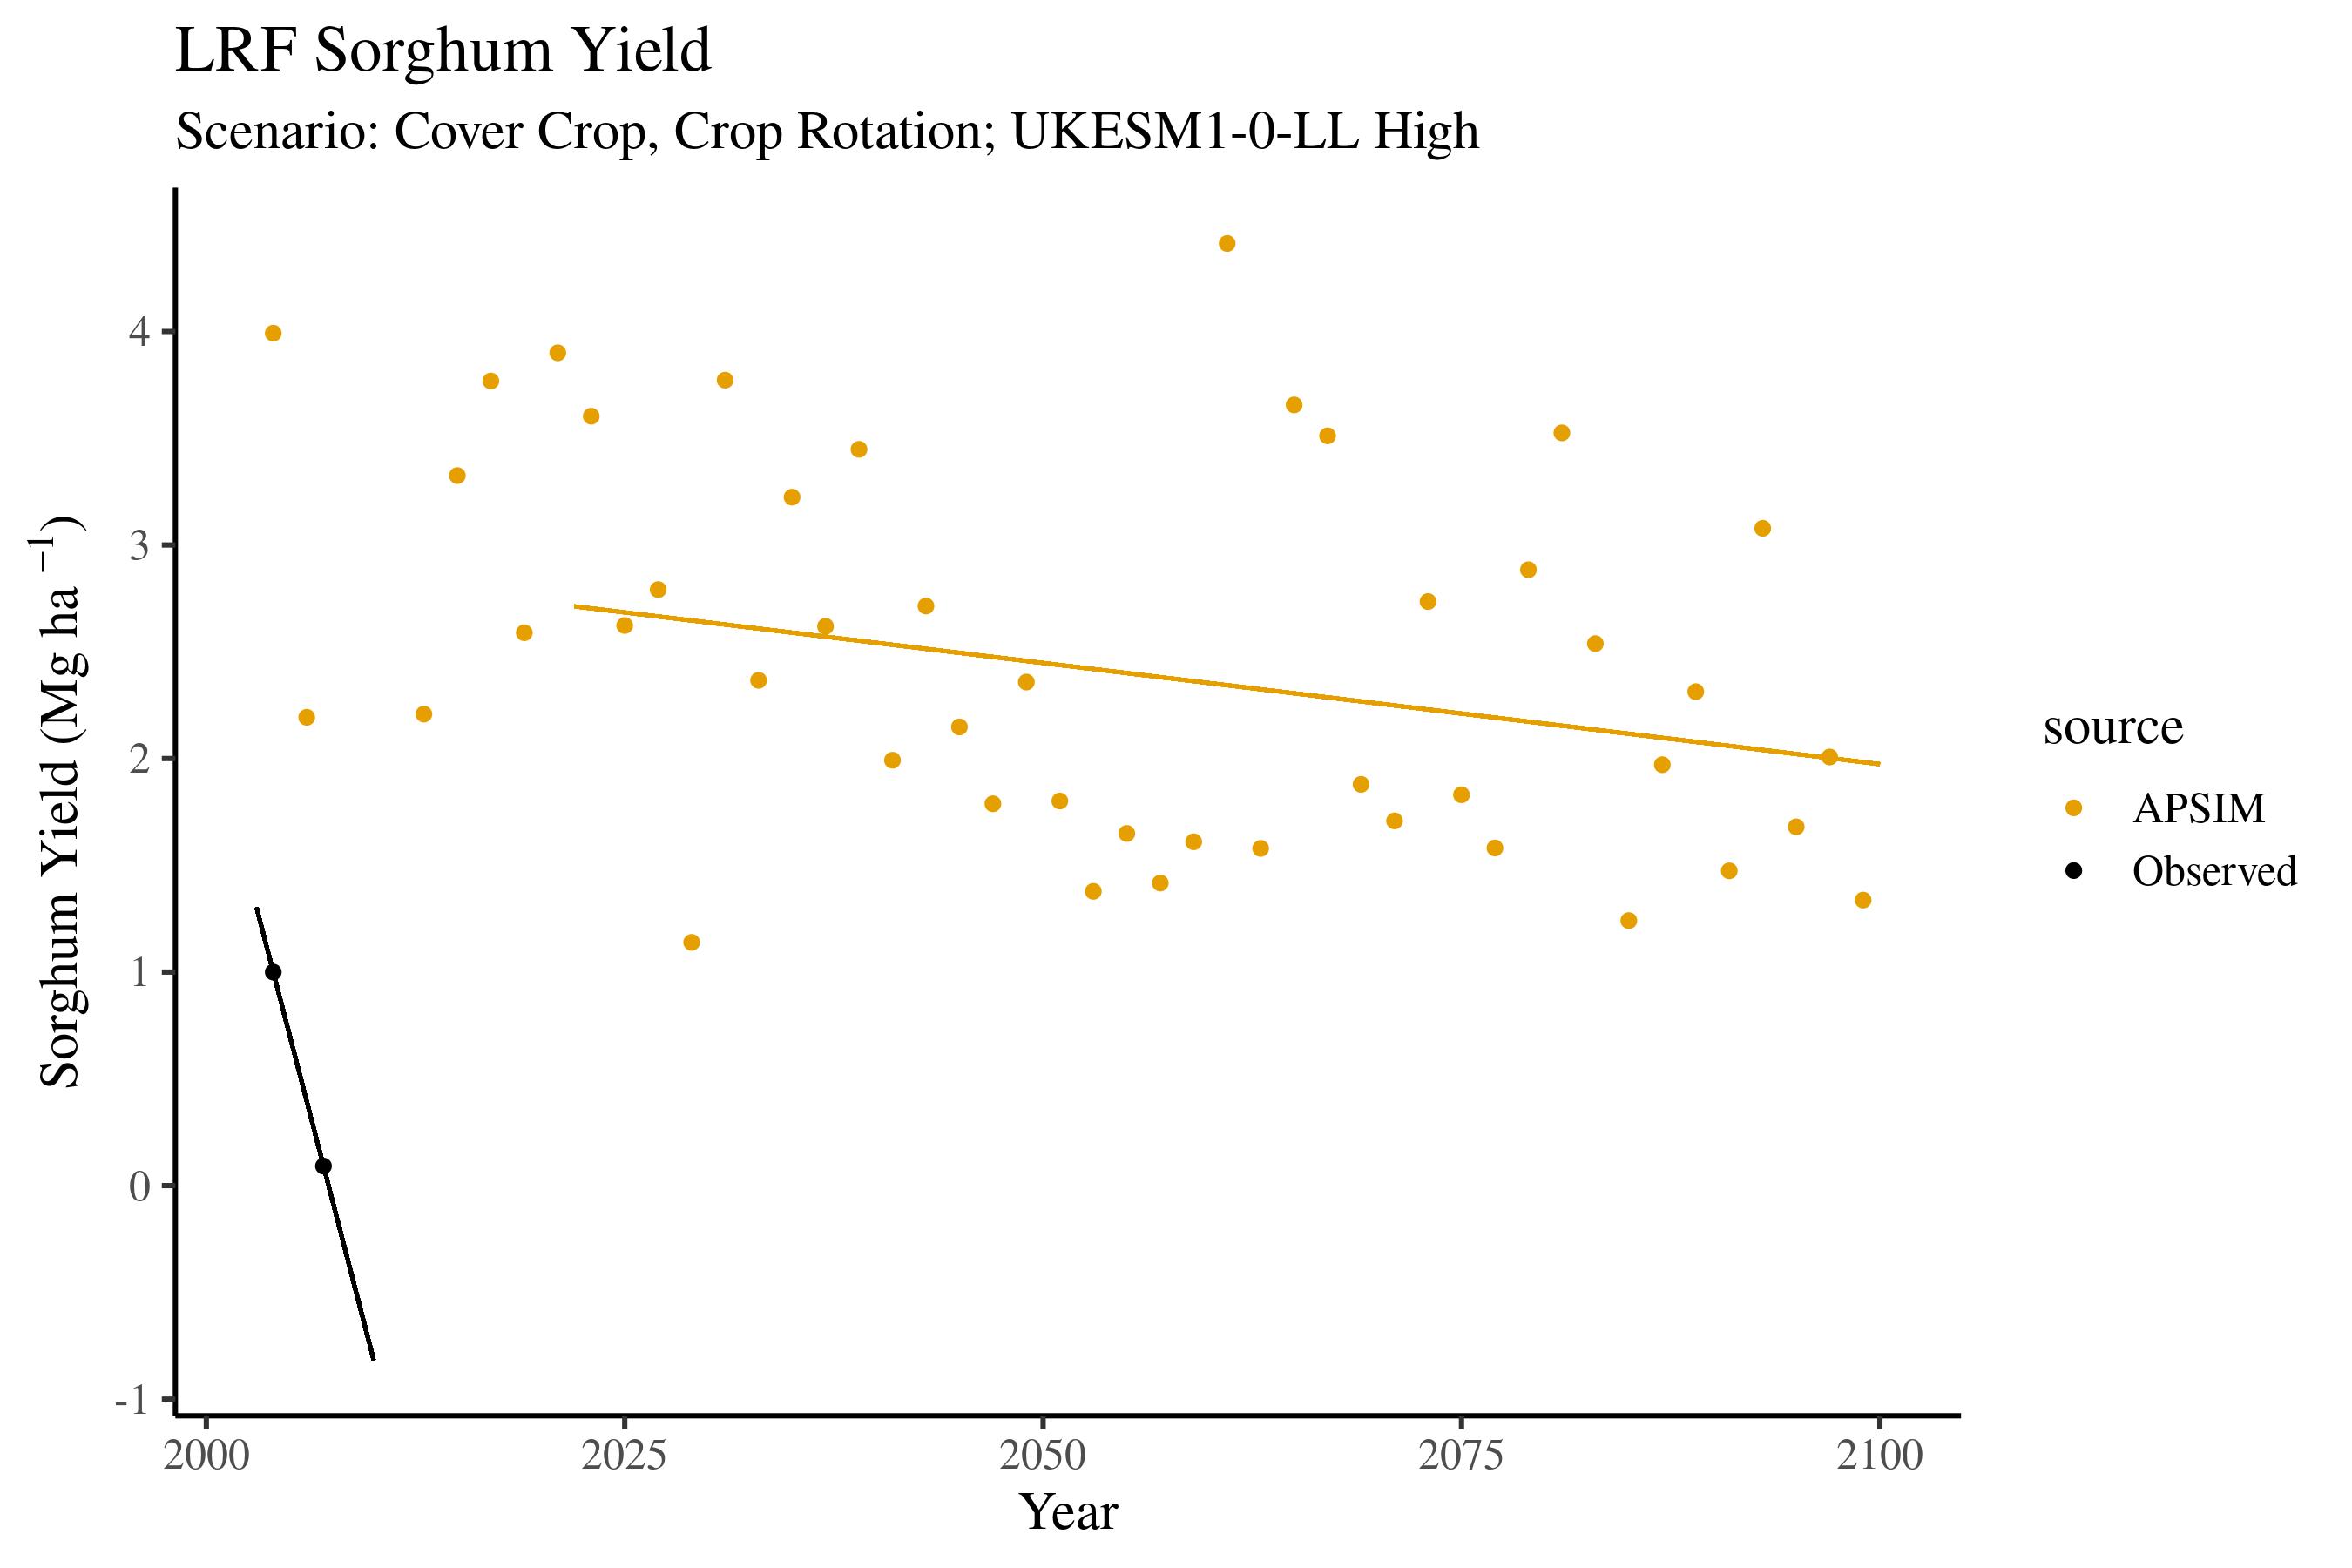 LRF Sorghum Yield
Scenario: Cover Crop, Crop Rotation; UKESM1-0-LL High
Sorghum Yield (Mg ha ⁻¹)
4
3
2
1
0
-1
2000 2025 2050 2075 2100
Year
source
APSIM
Observed